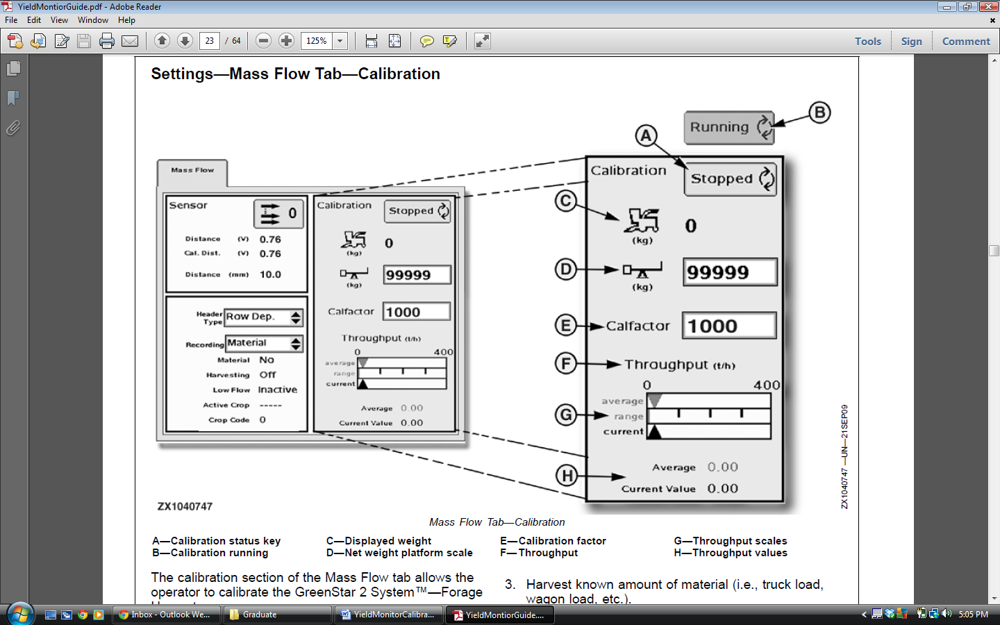 YieldMontiorGuide.pdf - Adobe Reader
File Edit View Window Help
23 / 64 125% Tools Sign Comment
Settings—Mass Flow Tab—Calibration
B
Running
A
Mass Flow
Calibration Stopped
Sensor 0
Calibration Stopped
C
0
(kg)
Distance (V) 0.76
Cal. Dist. (V) 0.76
Distance (mm) 10.0
0
(kg)
D
99999
(kg)
99999
(kg)
Header Type Row Dep.
Calfactor 1000
E Calfactor 1000
Recording Material
Material No
Harvesting Off
Low Flow Inactive
Active Crop -----
Crop Code 0
Throughput (t/h)
0 400
average
range
current
Average 0.00
Current Value 0.00
F Throughput (t/h)
0 400
average
G range
current
H
Average 0.00
Current Value 0.00
ZX1040747
ZX1040747 —UN—21SEP09
Mass Flow Tab—Calibration
A—Calibration status key
B—Calibration running
C—Displayed weight
D—Net weight platform scale
E—Calibration factor
F—Throughput
G—Throughput scales
H—Throughput values
The calibration section of the Mass Flow tab allows the
operator to calibrate the GreenStar 2 System™—Forage
3. Harvest known amount of material (i.e., truck load,
wagon load, etc.).
Inbox - Outlook We...
Graduate
YieldMonitorCalibra...
YieldMontiorGuide....
5:05 PM